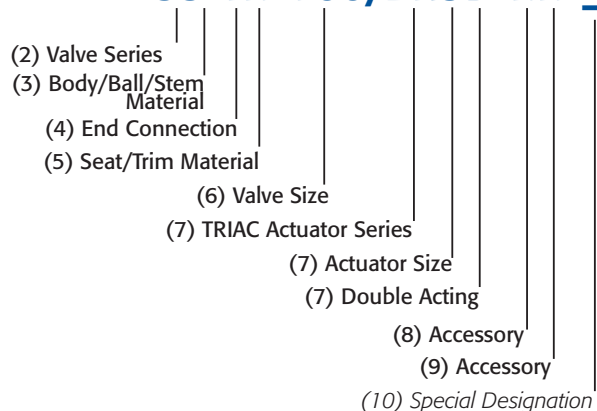 (2) Valve Series
(3) Body/Ball/Stem
Material
(4) End Connection
(5) Seat/Trim Material
(6) Valve Size
(7) TRIAC Actuator Series
(7) Actuator Size
(7) Double Acting
(8) Accessory
(9) Accessory
(10) Special Designation